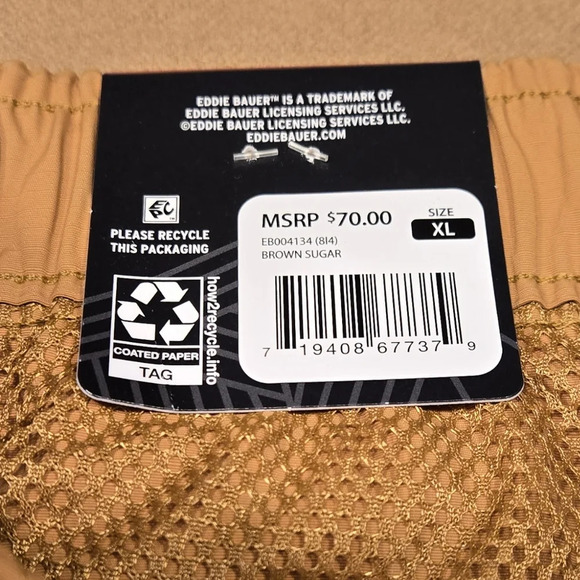 EDDIE BAUER™ IS A TRADEMARK OF
EDDIE BAUER LICENSING SERVICES LLC.
©EDDIE BAUER LICENSING SERVICES LLC.
EDDIEBAUER.COM
PLEASE RECYCLE
THIS PACKAGING
how2recycle.info
COATED PAPER
TAG
MSRP $70.00
SIZE
XL
EB004134 (8I4)
BROWN SUGAR
7 19408 67737 9